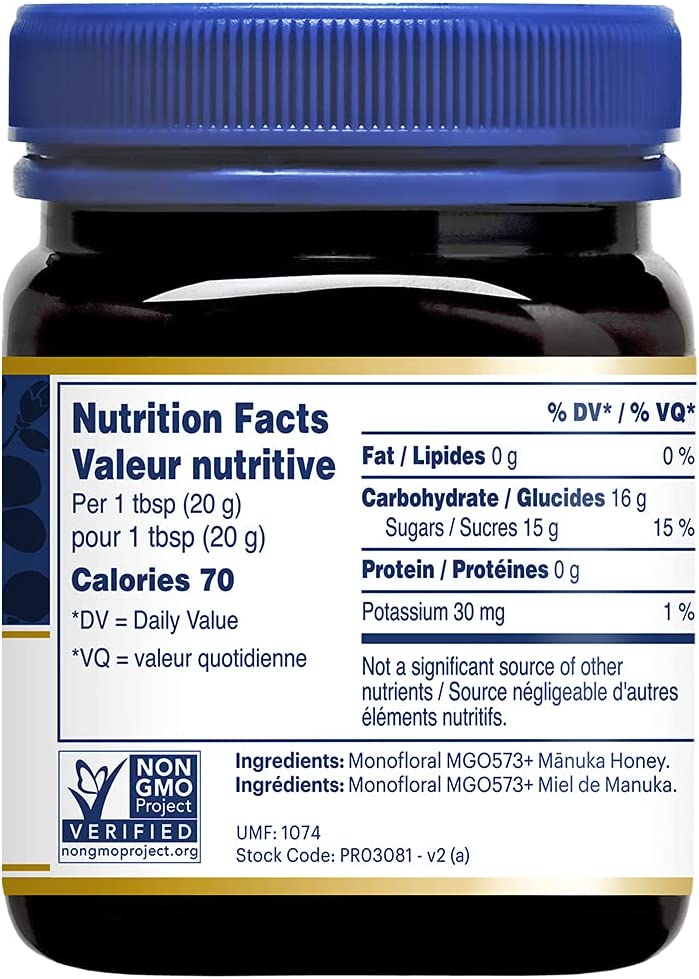 Nutrition Facts
Valeur nutritive
Per 1 tbsp (20 g)
pour 1 tbsp (20 g)
Calories 70
*DV = Daily Value
*VQ = valeur quotidienne
% DV* / % VQ*
Fat / Lipides 0 g 0 %
Carbohydrate / Glucides 16 g
Sugars / Sucres 15 g 15 %
Protein / Protéines 0 g
Potassium 30 mg 1 %
Not a significant source of other
nutrients / Source négligeable d'autres
éléments nutritifs.
NON
GMO
Project
VERIFIED
nongmoproject.org
Ingredients: Monofloral MGO573+ Mānuka Honey.
Ingrédients: Monofloral MGO573+ Miel de Manuka.
UMF: 1074
Stock Code: PR03081 - v2 (a)